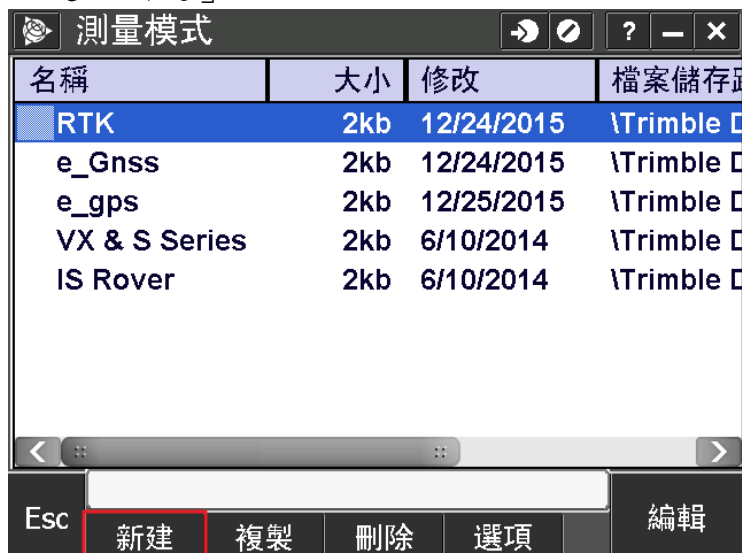 測量模式 ?
名稱 大小 修改 檔案儲存
RTK 2kb 12/24/2015 \Trimble
e_Gnss 2kb 12/24/2015 \Trimble
e_gps 2kb 12/25/2015 \Trimble
VX & S Series 2kb 6/10/2014 \Trimble
IS Rover 2kb 6/10/2014 \Trimble
Esc 新建 複製 刪除 選項 編輯